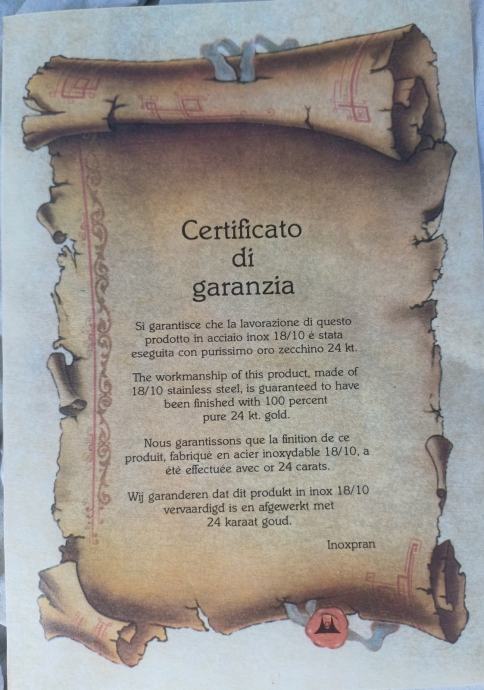 Certificato
di
garanzia
Si garantisce che la lavorazione di questo
prodotto in acciaio inox 18/10 è stata
eseguita con purissimo oro zecchino 24 kt.
The workmanship of this product, made of
18/10 stainless steel, is guaranteed to have
been finished with 100 percent
pure 24 kt. gold.
Nous garantissons que la finition de ce
produit, fabriqué en acier inoxydable 18/10, a
été effectuée avec or 24 carats.
Wij garanderen dat dit produkt in inox 18/10
vervaardigd is en afgewerkt met
24 karaat goud.
Inoxpran